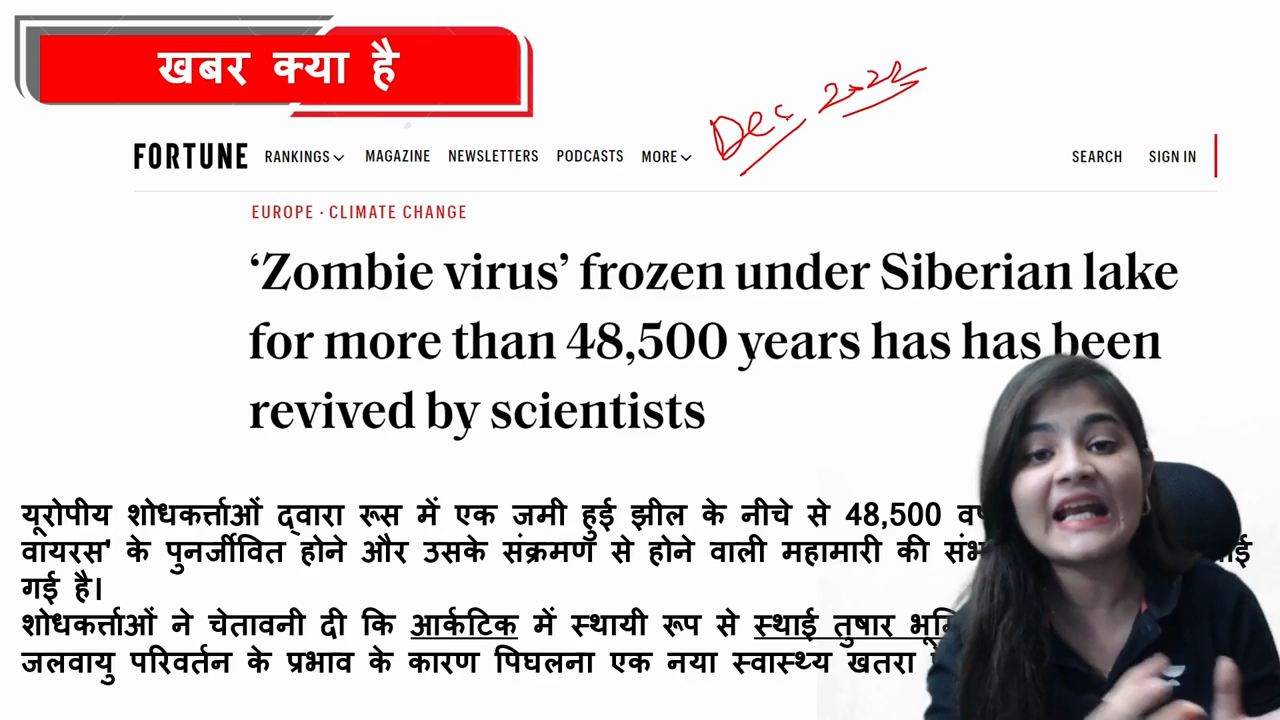 खबर क्या है
Dec 2022
FORTUNE RANKINGS MAGAZINE NEWSLETTERS PODCASTS MORE SEARCH SIGN IN
EUROPE · CLIMATE CHANGE
‘Zombie virus’ frozen under Siberian lake
for more than 48,500 years has has been
revived by scientists
यूरोपीय शोधकर्त्ताओं द्वारा रूस में एक जमी हुई झील के नीचे से 48,500
वायरस' के पुनर्जीवित होने और उसके संक्रमण से होने वाली महामारी की
गई है।
शोधकर्त्ताओं ने चेतावनी दी कि आर्कटिक में स्थायी रूप से स्थाई तुषार
जलवायु परिवर्तन के प्रभाव के कारण पिघलना एक नया स्वास्थ्य खतरा